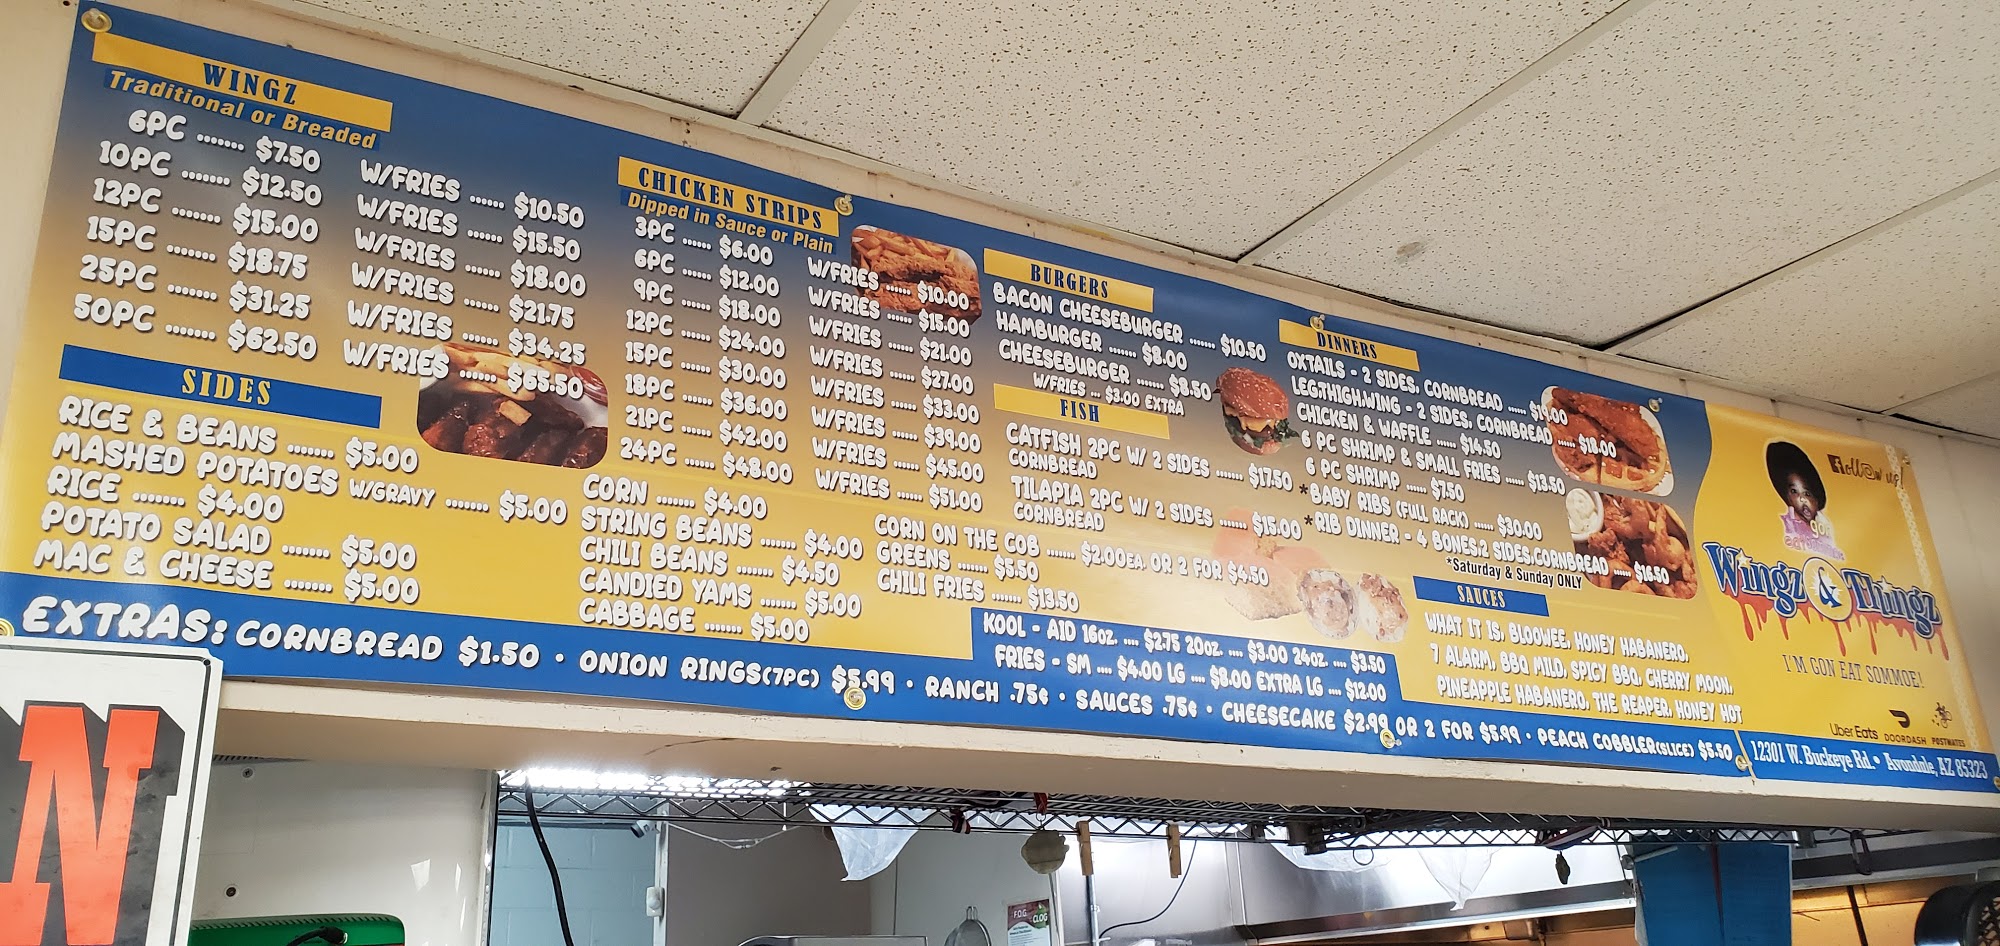 WINGZ
Traditional or Breaded
6PC ....... $7.50 W/FRIES ...... $10.50
10PC ....... $12.50 W/FRIES ...... $15.50
12PC ....... $15.00 W/FRIES ...... $18.00
15PC ....... $18.75 W/FRIES ...... $21.75
25PC ....... $31.25 W/FRIES ...... $34.25
50PC ....... $62.50 W/FRIES ...... $65.50
SIDES
RICE & BEANS ....... $5.00
MASHED POTATOES W/GRAVY ....... $5.00
RICE ....... $4.00
POTATO SALAD ....... $5.00
MAC & CHEESE ....... $5.00
CORN ....... $4.00
STRING BEANS ....... $4.00
CHILI BEANS ....... $4.50
CANDIED YAMS ....... $5.00
CABBAGE ....... $5.00
CORN ON THE COB ...... $2.00EA. OR 2 FOR $4.50
GREENS ...... $5.50
CHILI FRIES ...... $13.50
CHICKEN STRIPS
Dipped in Sauce or Plain
3PC ...... $6.00 W/FRIES ...... $10.00
6PC ...... $12.00 W/FRIES ...... $15.00
9PC ...... $18.00 W/FRIES ...... $21.00
12PC ...... $24.00 W/FRIES ...... $27.00
15PC ...... $30.00 W/FRIES ...... $33.00
18PC ...... $36.00 W/FRIES ...... $39.00
21PC ...... $42.00 W/FRIES ...... $45.00
24PC ...... $48.00 W/FRIES ...... $51.00
BURGERS
BACON CHEESEBURGER ...... $10.50
HAMBURGER ...... $8.00
CHEESEBURGER ...... $8.50
W/FRIES ... $3.00 EXTRA
FISH
CATFISH 2PC W/ 2 SIDES ...... $17.50
CORNBREAD
TILAPIA 2PC W/ 2 SIDES ...... $15.00
CORNBREAD
DINNERS
OXTAILS - 2 SIDES, CORNBREAD ..... $19.00
LEG,THIGH,WING - 2 SIDES, CORNBREAD ..... $18.00
CHICKEN & WAFFLE ..... $14.50
6 PC SHRIMP & SMALL FRIES ..... $13.50
6 PC SHRIMP ..... $7.50
*BABY RIBS (FULL RACK) ..... $30.00
*RIB DINNER - 4 BONES,2 SIDES,CORNBREAD ..... $16.50
*Saturday & Sunday ONLY
SAUCES
WHAT IT IS, BLOOWEE, HONEY HABANERO,
7 ALARM, BBQ MILD, SPICY BBQ, CHERRY MOON,
PINEAPPLE HABANERO, THE REAPER, HONEY HOT
KOOL - AID 16OZ. .... $2.75 20OZ. .... $3.00 24OZ. .... $3.50
FRIES - SM .... $4.00 LG .... $8.00 EXTRA LG .... $12.00
EXTRAS: CORNBREAD $1.50 • ONION RINGS(7PC) $5.99 • RANCH .75¢ • SAUCES .75¢ • CHEESECAKE $2.99 OR 2 FOR $5.99 • PEACH COBBLER(SLICE) $5.50
Follow us!
Wingz & Thingz
I'M GON EAT SOMMOE!
Uber Eats DOORDASH POSTMATES
12301 W. Buckeye Rd. • Avondale, AZ 85323
N
F.O.G. CLOG